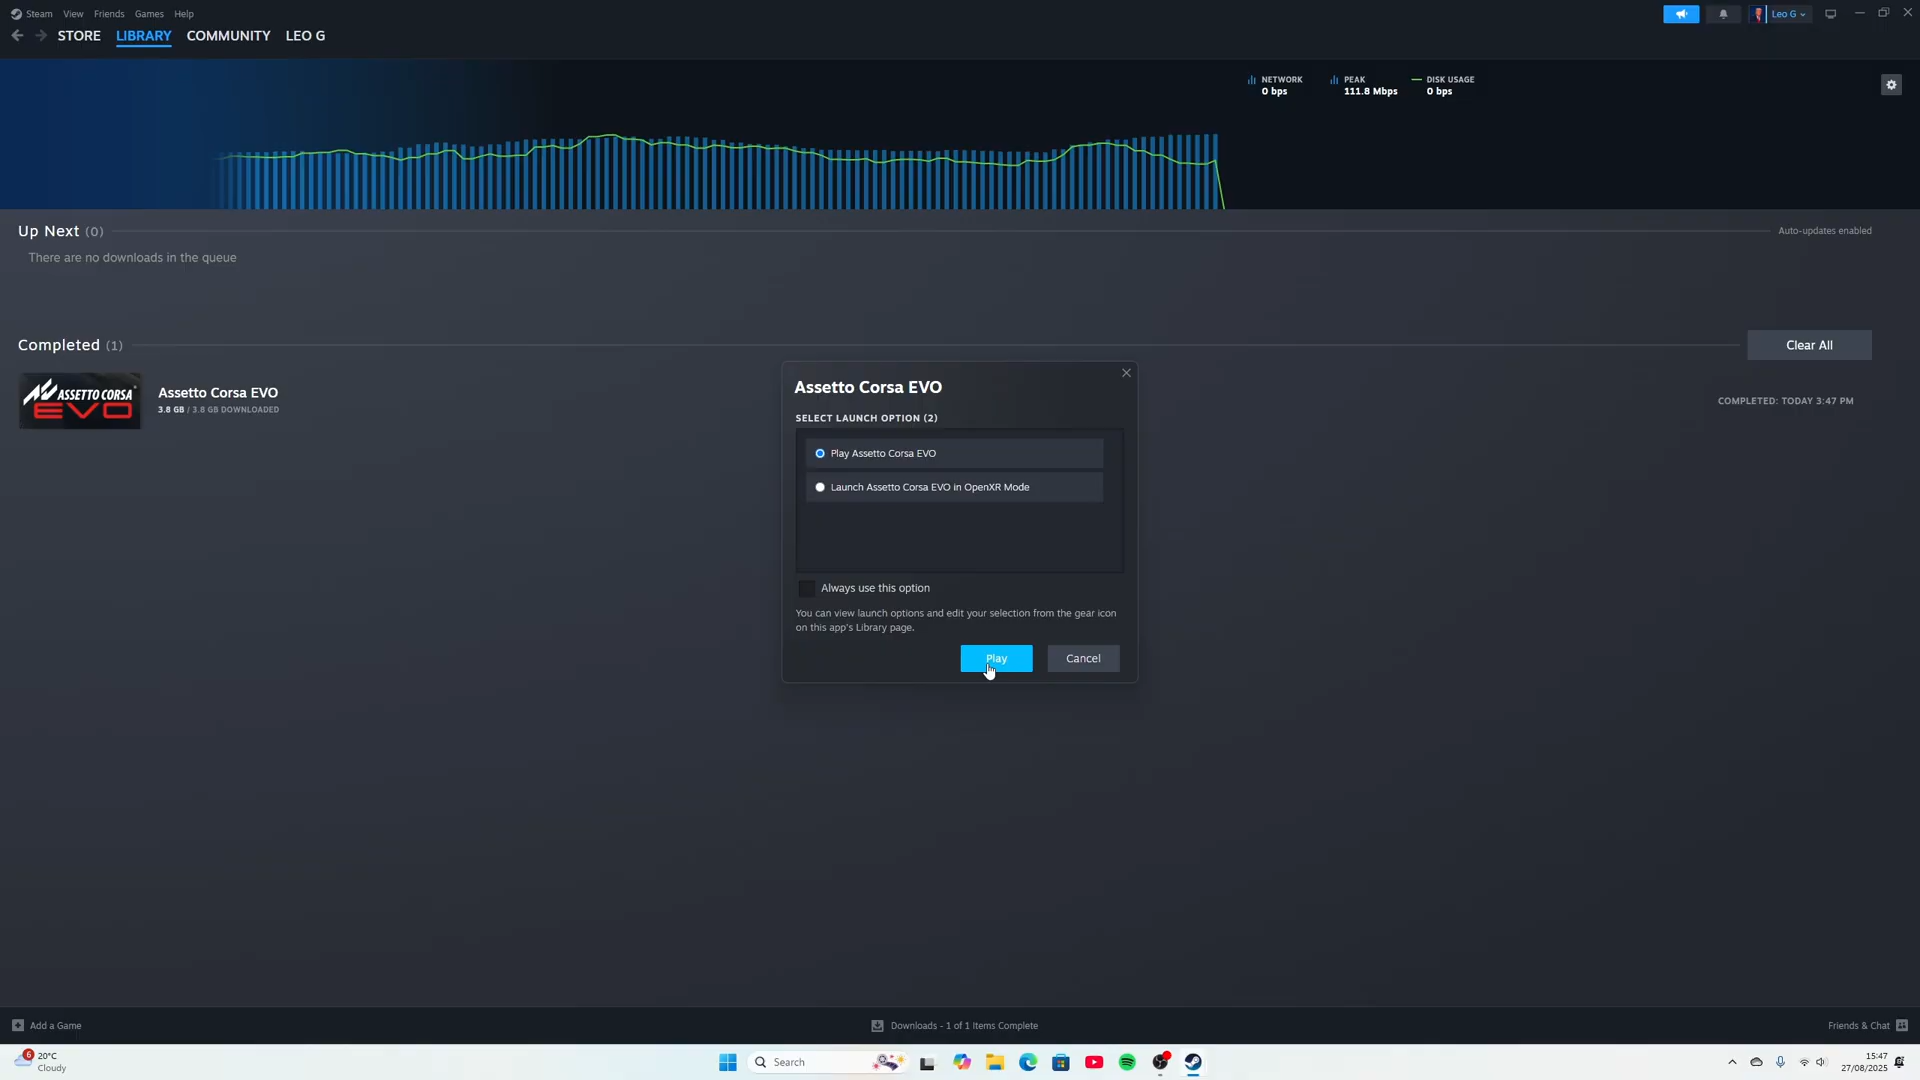 Steam View Friends Games Help
Leo G
STORE LIBRARY COMMUNITY LEO G
NETWORK PEAK DISK USAGE
0 bps 111.8 Mbps 0 bps
Up Next (0)
Auto-updates enabled
There are no downloads in the queue
Completed (1)
Clear All
ASSETTO CORSA
EVO
Assetto Corsa EVO
3.8 GB / 3.8 GB DOWNLOADED
COMPLETED: TODAY 3:47 PM
Assetto Corsa EVO
SELECT LAUNCH OPTION (2)
Play Assetto Corsa EVO
Launch Assetto Corsa EVO in OpenXR Mode
Always use this option
You can view launch options and edit your selection from the gear icon
on this app's Library page.
Play Cancel
Add a Game
Downloads - 1 of 1 Items Complete
Friends & Chat
6
20°C
Cloudy
Search
15:47
27/08/2025